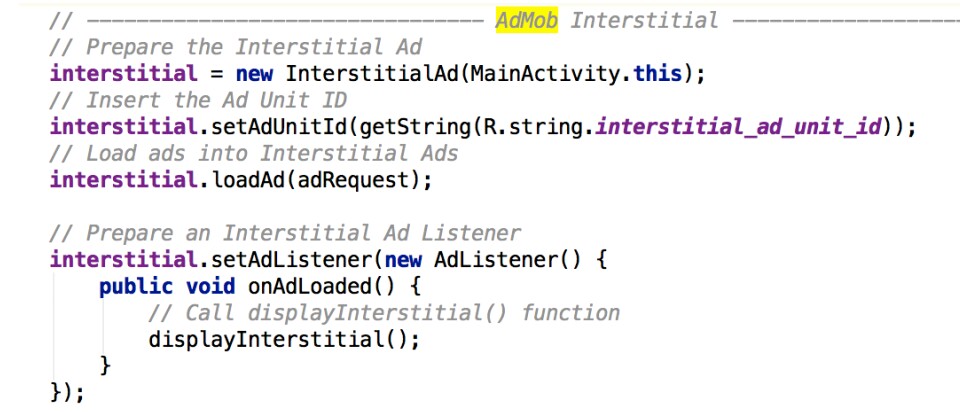 // -------------------------------- AdMob Interstitial -------------------
// Prepare the Interstitial Ad
interstitial = new InterstitialAd(MainActivity.this);
// Insert the Ad Unit ID
interstitial.setAdUnitId(getString(R.string.interstitial_ad_unit_id));
// Load ads into Interstitial Ads
interstitial.loadAd(adRequest);

// Prepare an Interstitial Ad Listener
interstitial.setAdListener(new AdListener() {
    public void onAdLoaded() {
        // Call displayInterstitial() function
        displayInterstitial();
    }
});